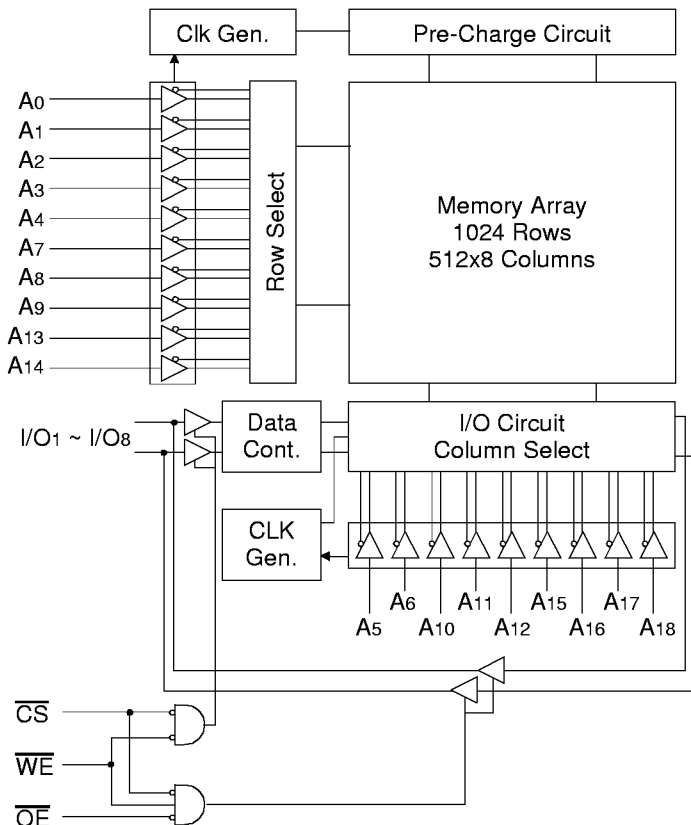 Clk Gen.
Pre-Charge Circuit
A0
A1
A2
A3
A4
A7
A8
A9
A13
A14
Row Select
Memory Array
1024 Rows
512x8 Columns
I/O1 ~ I/O8
Data
Cont.
I/O Circuit
Column Select
CLK
Gen.
A5
A6
A10
A11
A12
A15
A16
A17
A18
CS
WE
OE